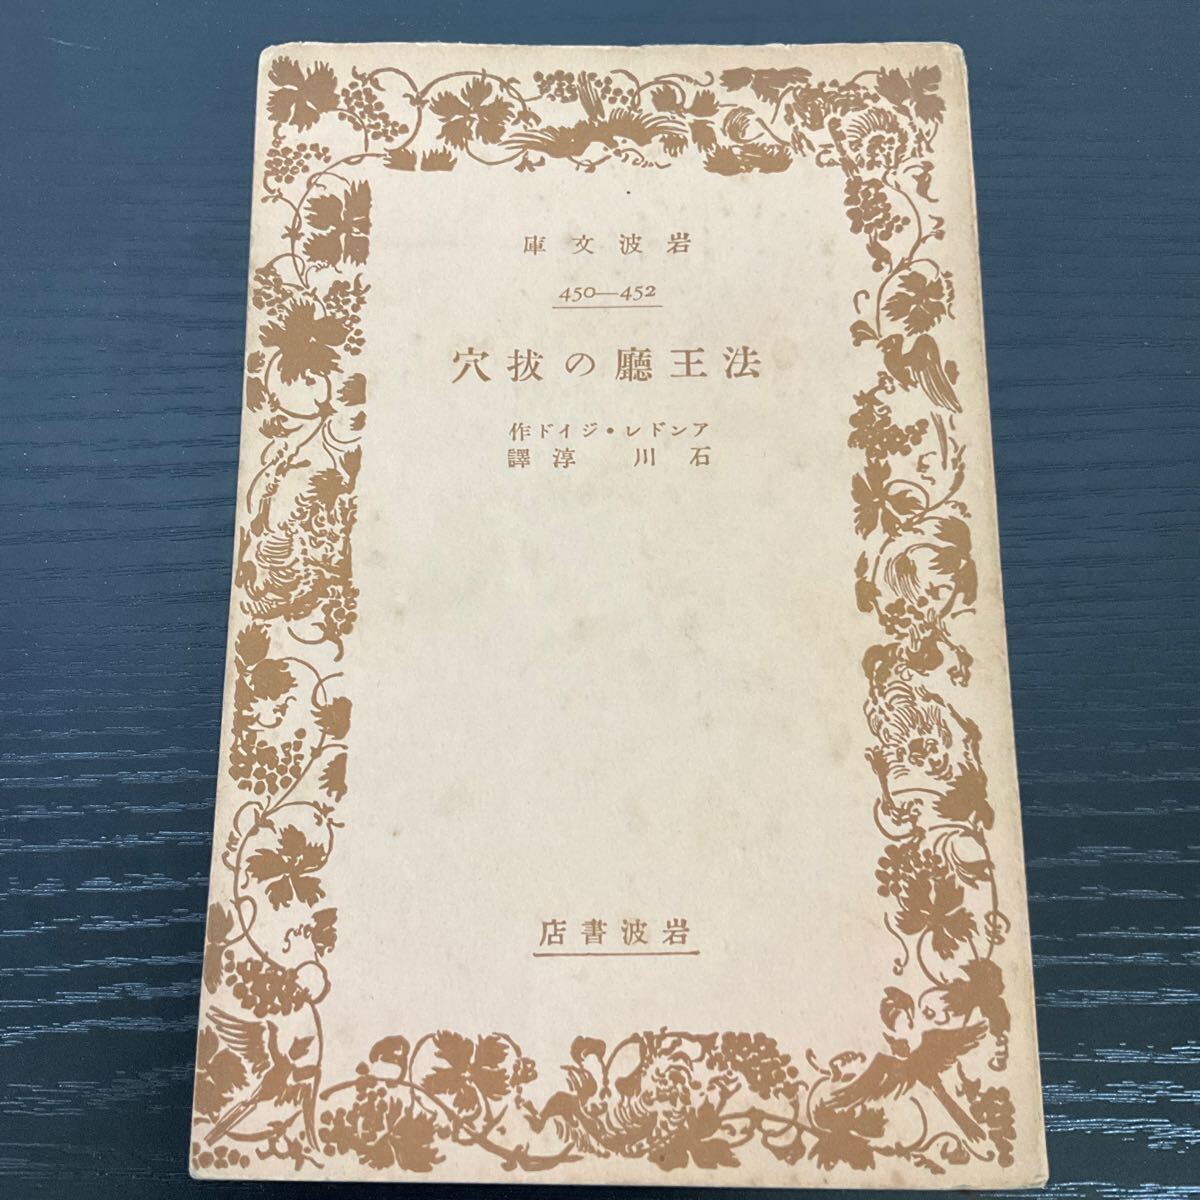 岩波文庫
450—452
法王廳の拔穴
アンドレ・ジイド作
石川淳譯
岩波書店